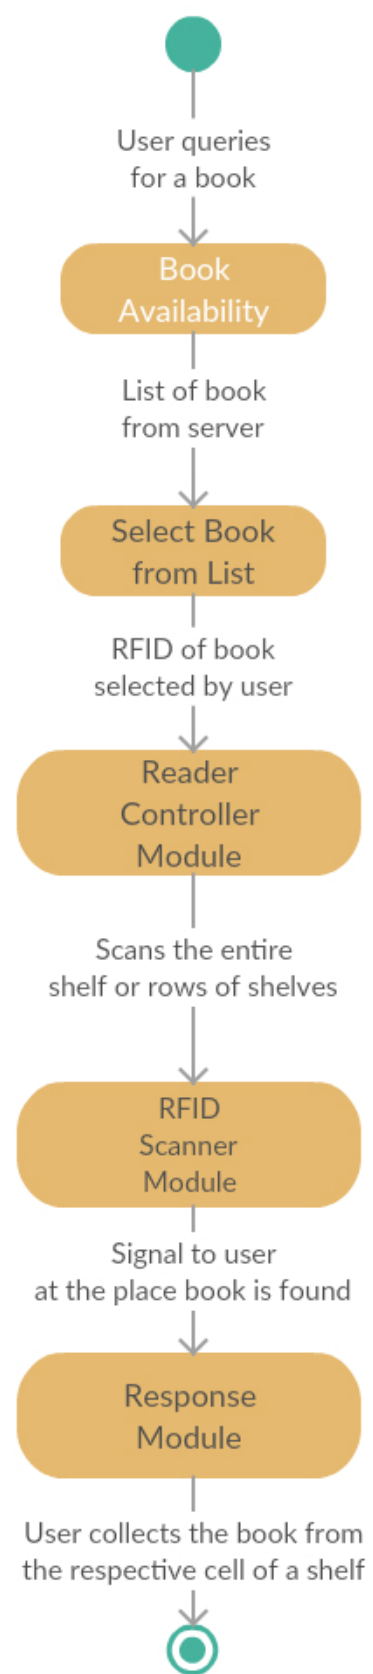 User queries
for a book
Book
Availability
List of book
from server
Select Book
from List
RFID of book
selected by user
Reader
Controller
Module
Scans the entire
shelf or rows of shelves
RFID
Scanner
Module
Signal to user
at the place book is found
Response
Module
User collects the book from
the respective cell of a shelf